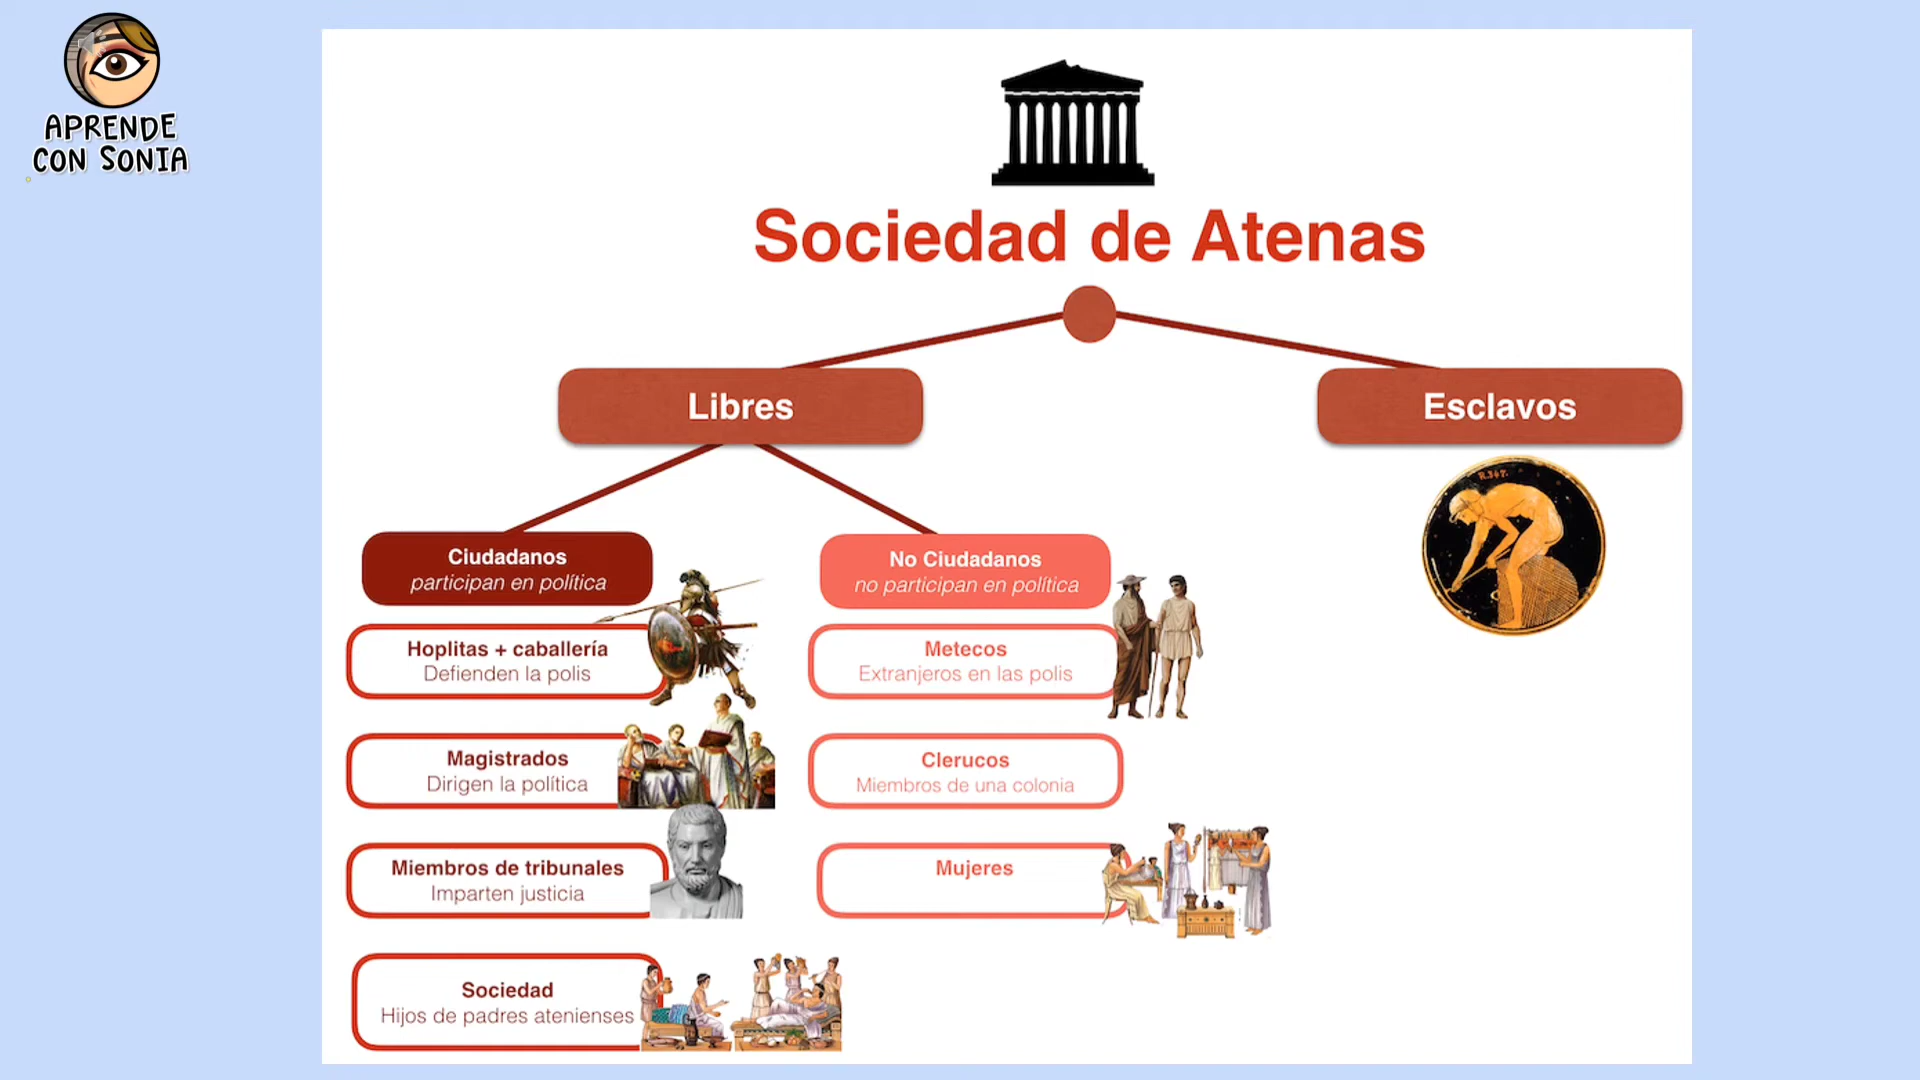 APRENDE
CON SONIA
Sociedad de Atenas
Libres
Esclavos
R.367.
Ciudadanos
participan en política
No Ciudadanos
no participan en política
Hoplitas + caballería
Defienden la polis
Metecos
Extranjeros en las polis
Magistrados
Dirigen la política
Clerucos
Miembros de una colonia
Miembros de tribunales
Imparten justicia
Mujeres
Sociedad
Hijos de padres atenienses